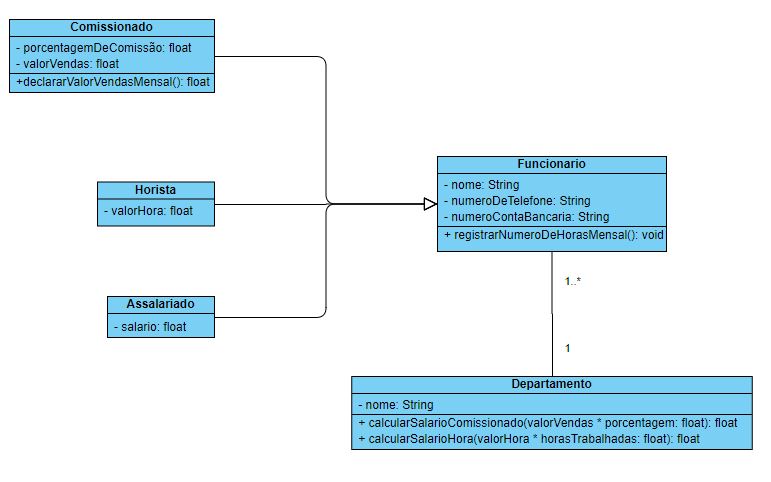 Comissionado
- porcentagemDeComissão: float
- valorVendas: float
+declararValorVendasMensal(): float
Horista
- valorHora: float
Assalariado
- salario: float
Funcionario
- nome: String
- numeroDeTelefone: String
- numeroContaBancaria: String
+ registrarNumeroDeHorasMensal(): void
1..*
1
Departamento
- nome: String
+ calcularSalarioComissionado(valorVendas * porcentagem: float): float
+ calcularSalarioHora(valorHora * horasTrabalhadas: float): float